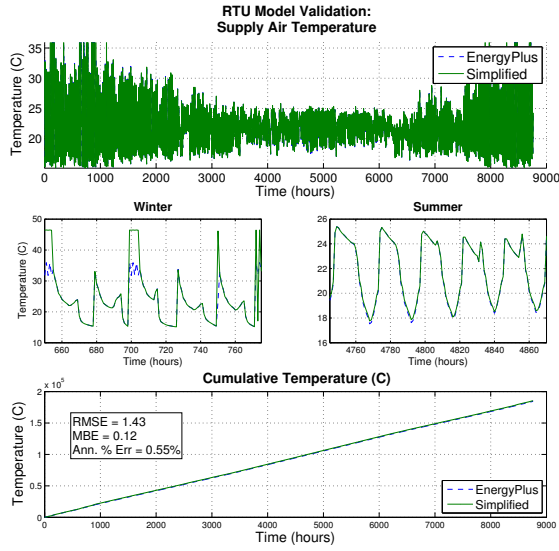 RTU Model Validation:
Supply Air Temperature
Temperature (C)
35
30
25
20
EnergyPlus
Simplified
0 1000 2000 3000 4000 5000 6000 7000 8000 9000
Time (hours)
Winter
Temperature (C)
50
40
30
20
10
660 680 700 720 740 760
Time (hours)
Summer
26
24
22
20
18
16
4760 4780 4800 4820 4840 4860
Time (hours)
Cumulative Temperature (C)
x 10^5
Temperature (C)
2
1.5
1
0.5
0
RMSE = 1.43
MBE = 0.12
Ann. % Err = 0.55%
EnergyPlus
Simplified
0 1000 2000 3000 4000 5000 6000 7000 8000 9000
Time (hours)